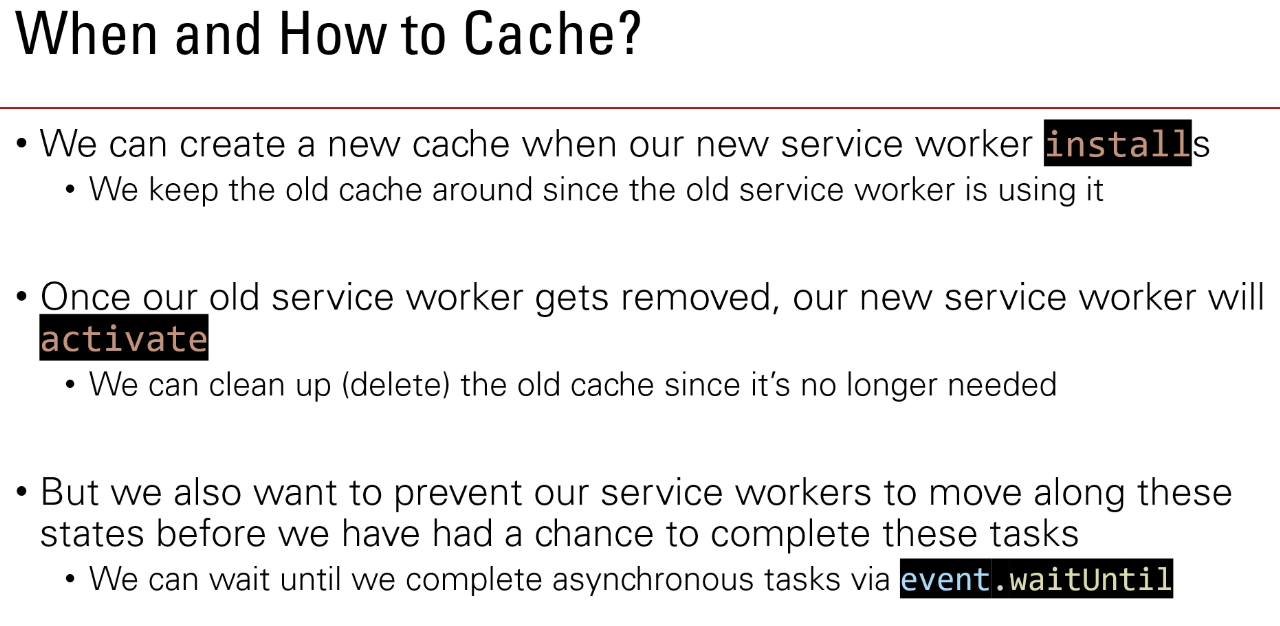 When and How to Cache?
• We can create a new cache when our new service worker installs
• We keep the old cache around since the old service worker is using it
• Once our old service worker gets removed, our new service worker will
activate
• We can clean up (delete) the old cache since it’s no longer needed
• But we also want to prevent our service workers to move along these
states before we have had a chance to complete these tasks
• We can wait until we complete asynchronous tasks via event.waitUntil